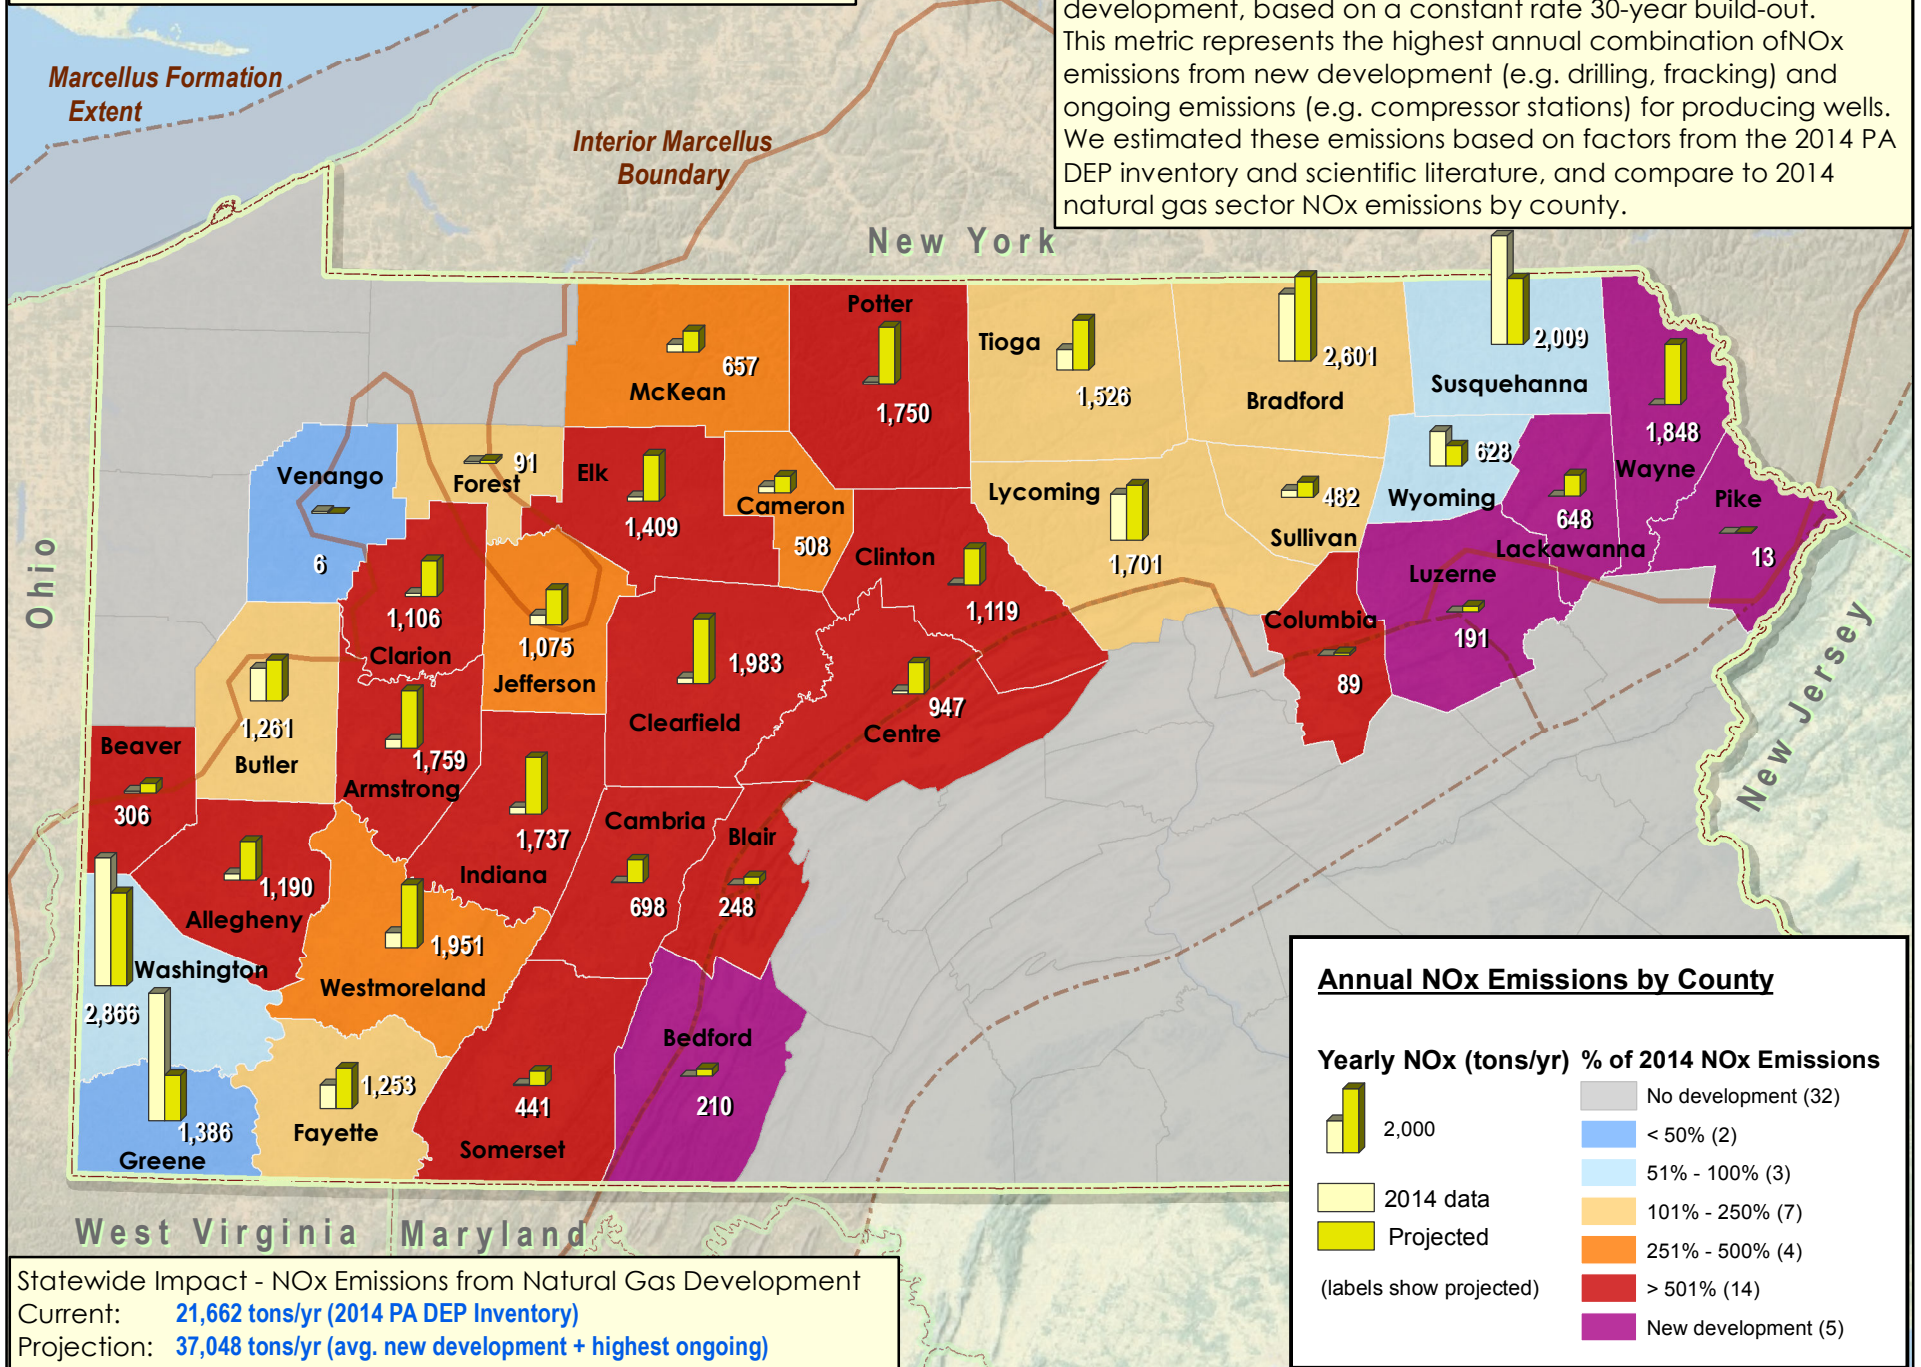 development, based on a constant rate 30-year build-out.
This metric represents the highest annual combination ofNOx
emissions from new development (e.g. drilling, fracking) and
ongoing emissions (e.g. compressor stations) for producing wells.
We estimated these emissions based on factors from the 2014 PA
DEP inventory and scientific literature, and compare to 2014
natural gas sector NOx emissions by county.
Marcellus Formation
Extent
Interior Marcellus
Boundary
New York
Ohio
New Jersey
West Virginia
Maryland
McKean
657
Potter
1,750
Tioga
1,526
Bradford
2,601
Susquehanna
2,009
Wayne
1,848
Venango
6
Forest
91
Elk
1,409
Cameron
508
Clinton
1,119
Lycoming
1,701
Sullivan
482
Wyoming
628
Lackawanna
648
Pike
13
Luzerne
191
Columbia
89
Clarion
1,106
Jefferson
1,075
Clearfield
1,983
Centre
947
Butler
1,261
Beaver
306
Armstrong
1,759
Indiana
1,737
Cambria
698
Blair
248
Allegheny
1,190
Westmoreland
1,951
Washington
2,866
Greene
1,386
Fayette
1,253
Somerset
441
Bedford
210
Annual NOx Emissions by County
Yearly NOx (tons/yr)
2,000
2014 data
Projected
(labels show projected)
% of 2014 NOx Emissions
No development (32)
< 50% (2)
51% - 100% (3)
101% - 250% (7)
251% - 500% (4)
> 501% (14)
New development (5)
Statewide Impact - NOx Emissions from Natural Gas Development
Current: 21,662 tons/yr (2014 PA DEP Inventory)
Projection: 37,048 tons/yr (avg. new development + highest ongoing)